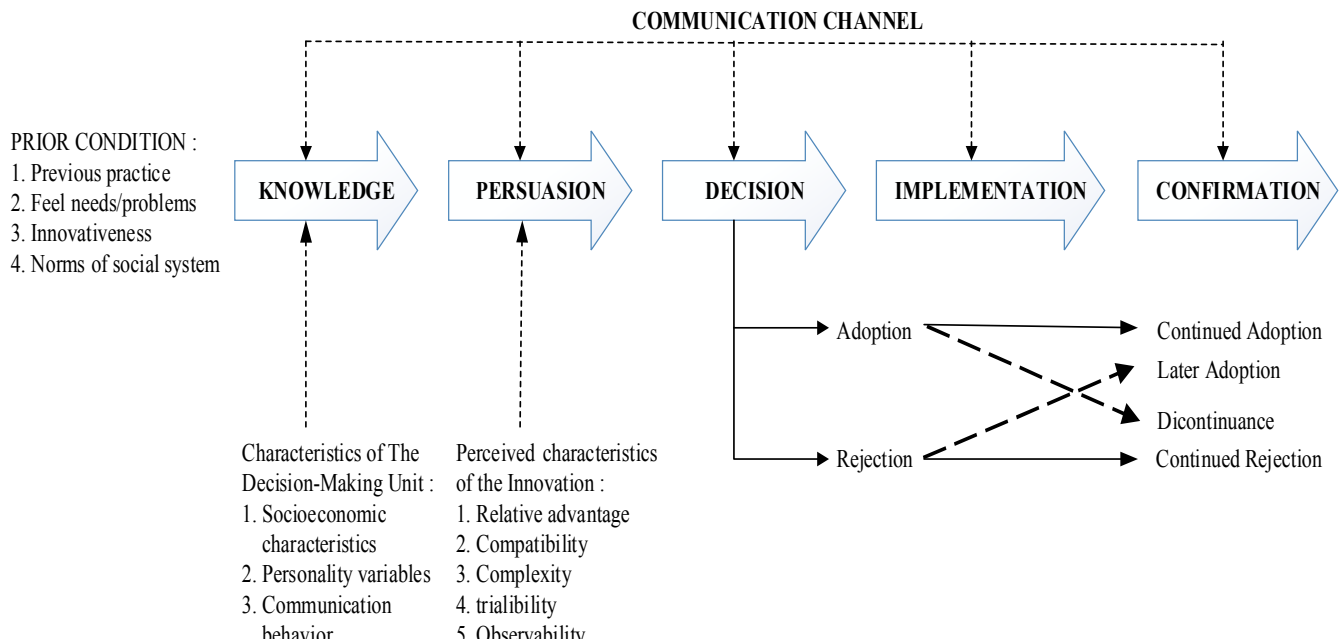 COMMUNICATION CHANNEL
PRIOR CONDITION :
1. Previous practice
2. Feel needs/problems
3. Innovativeness
4. Norms of social system
KNOWLEDGE
PERSUASION
DECISION
IMPLEMENTATION
CONFIRMATION
Adoption
Rejection
Continued Adoption
Later Adoption
Dicontinuance
Continued Rejection
Characteristics of The
Decision-Making Unit :
1. Socioeconomic
characteristics
2. Personality variables
3. Communication
behavior
Perceived characteristics
of the Innovation :
1. Relative advantage
2. Compatibility
3. Complexity
4. trialibility
5. Observability